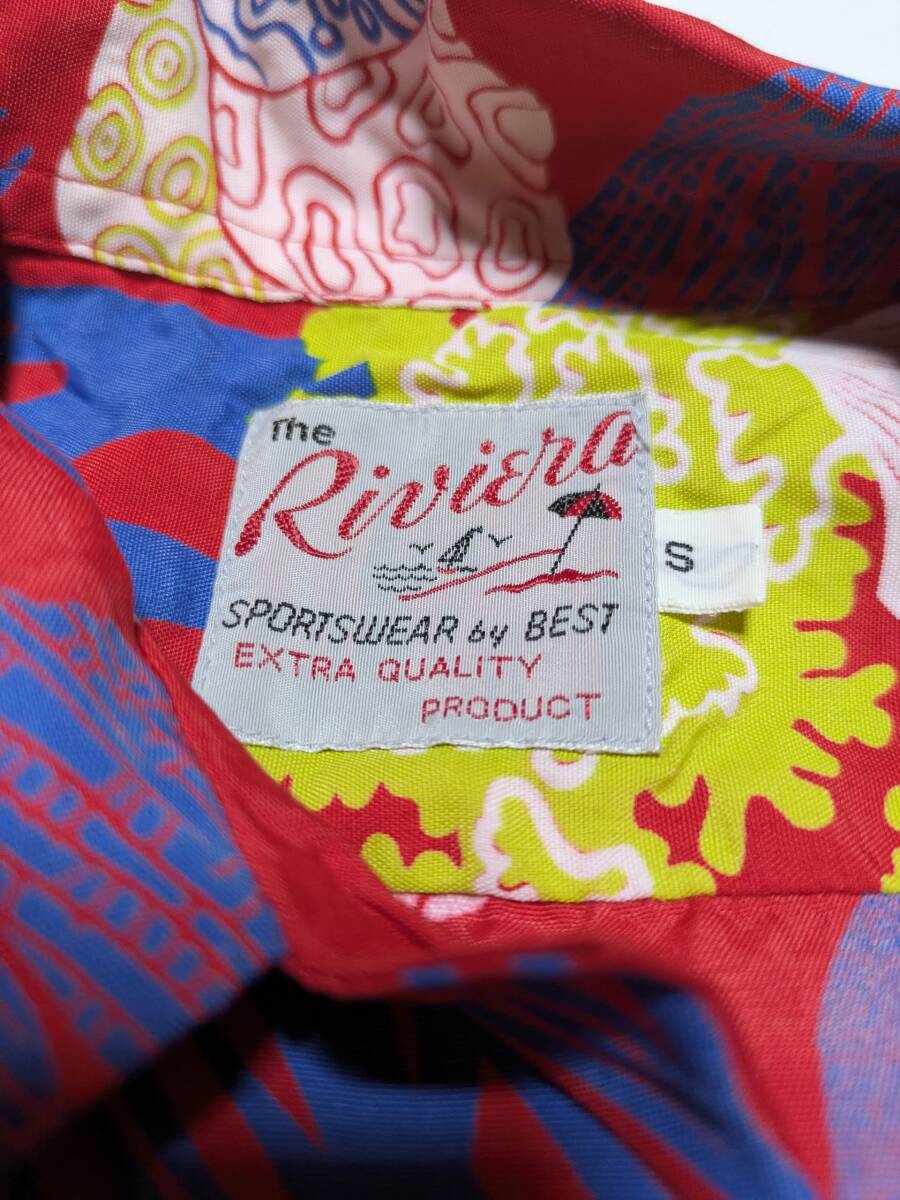 The
Riviera
SPORTSWEAR by BEST
EXTRA QUALITY
PRODUCT
S